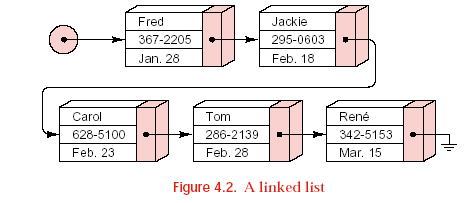 Fred
367-2205
Jan. 28
Jackie
295-0603
Feb. 18
Carol
628-5100
Feb. 23
Tom
286-2139
Feb. 28
René
342-5153
Mar. 15
Figure 4.2. A linked list